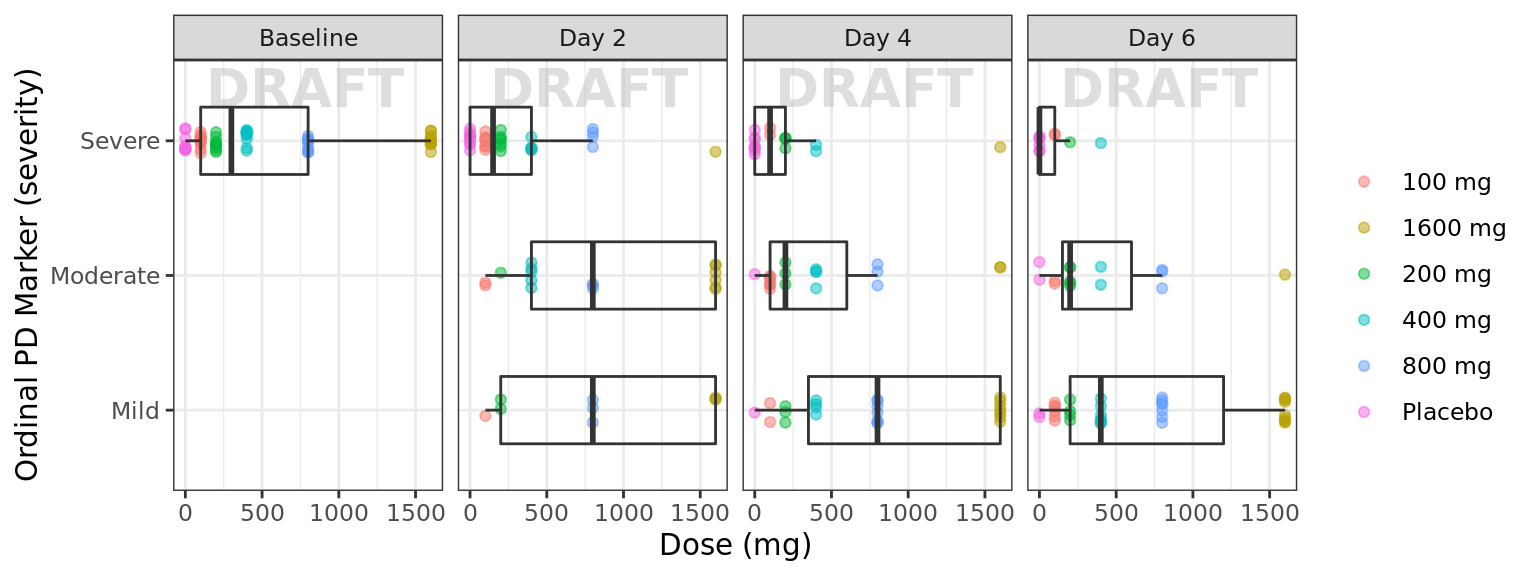 Baseline Day 2 Day 4 Day 6
DRAFT DRAFT DRAFT DRAFT
Ordinal PD Marker (severity)
Severe
Moderate
Mild
0 500 1000 1500 0 500 1000 1500 0 500 1000 1500 0 500 1000 1500
Dose (mg)
100 mg
1600 mg
200 mg
400 mg
800 mg
Placebo